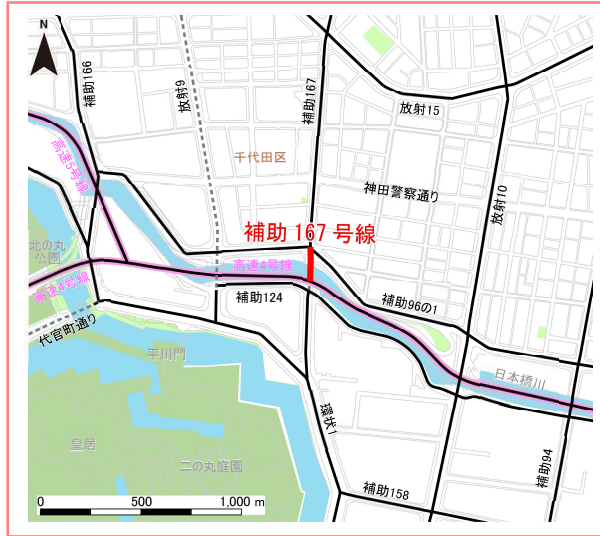 N
補助166
放射9
補助167
放射15
高速5号線
千代田区
神田警察通り
放射10
補助167号線
北の丸
公園
高速4号線
高速4号線
補助124
補助96の1
代官町通り
平川門
日本橋川
環状1
皇居
二の丸庭園
補助94
補助158
0 500 1,000 m